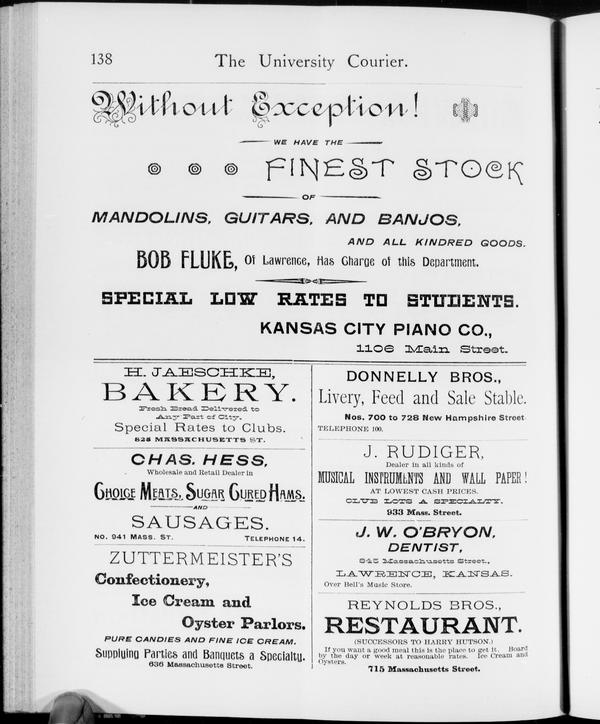 138
The University Courier.
Without Exception!
WE HAVE THE
FINEST STOCK
OF
MANDOLINS, GUITARS, AND BANJOS,
AND ALL KINDRED GOODS.
BOB FLUKE, Of Lawrence, Has Charge of this Department.
SPECIAL LOW RATES TO STUDENTS.
KANSAS CITY PIANO CO.,
1106 Main Street.
H. JAESCHKE,
BAKERY.
Fresh Bread Delivered to
Any Part of City.
Special Rates to Clubs.
625 MASSACHUSETTS ST.
CHAS. HESS,
Wholesale and Retail Dealer in
CHOICE MEATS, SUGAR CURED HAMS.
AND
SAUSAGES.
NO. 941 MASS. ST. TELEPHONE 14.
ZUTTERMEISTER'S
Confectionery,
Ice Cream and
Oyster Parlors.
PURE CANDIES AND FINE ICE CREAM.
Supplying Parties and Banquets a Specialty.
636 Massachusetts Street.
DONNELLY BROS.,
Livery, Feed and Sale Stable.
Nos. 700 to 728 New Hampshire Street
TELEPHONE 100.
J. RUDIGER,
Dealer in all kinds of
MUSICAL INSTRUMENTS AND WALL PAPER!
AT LOWEST CASH PRICES.
CLUB LOTS A SPECIALTY.
933 Mass. Street.
J. W. O'BRYON,
DENTIST,
Massachusetts Street.,
LAWRENCE, KANSAS.
Over Bell's Music Store.
REYNOLDS BROS.,
RESTAURANT.
(SUCCESSORS TO HARRY HUTSON.)
If you want a good meal this is the place to get it. Board
by the day or week at reasonable rates. Ice Cream and
Oysters.
715 Massachusetts Street.